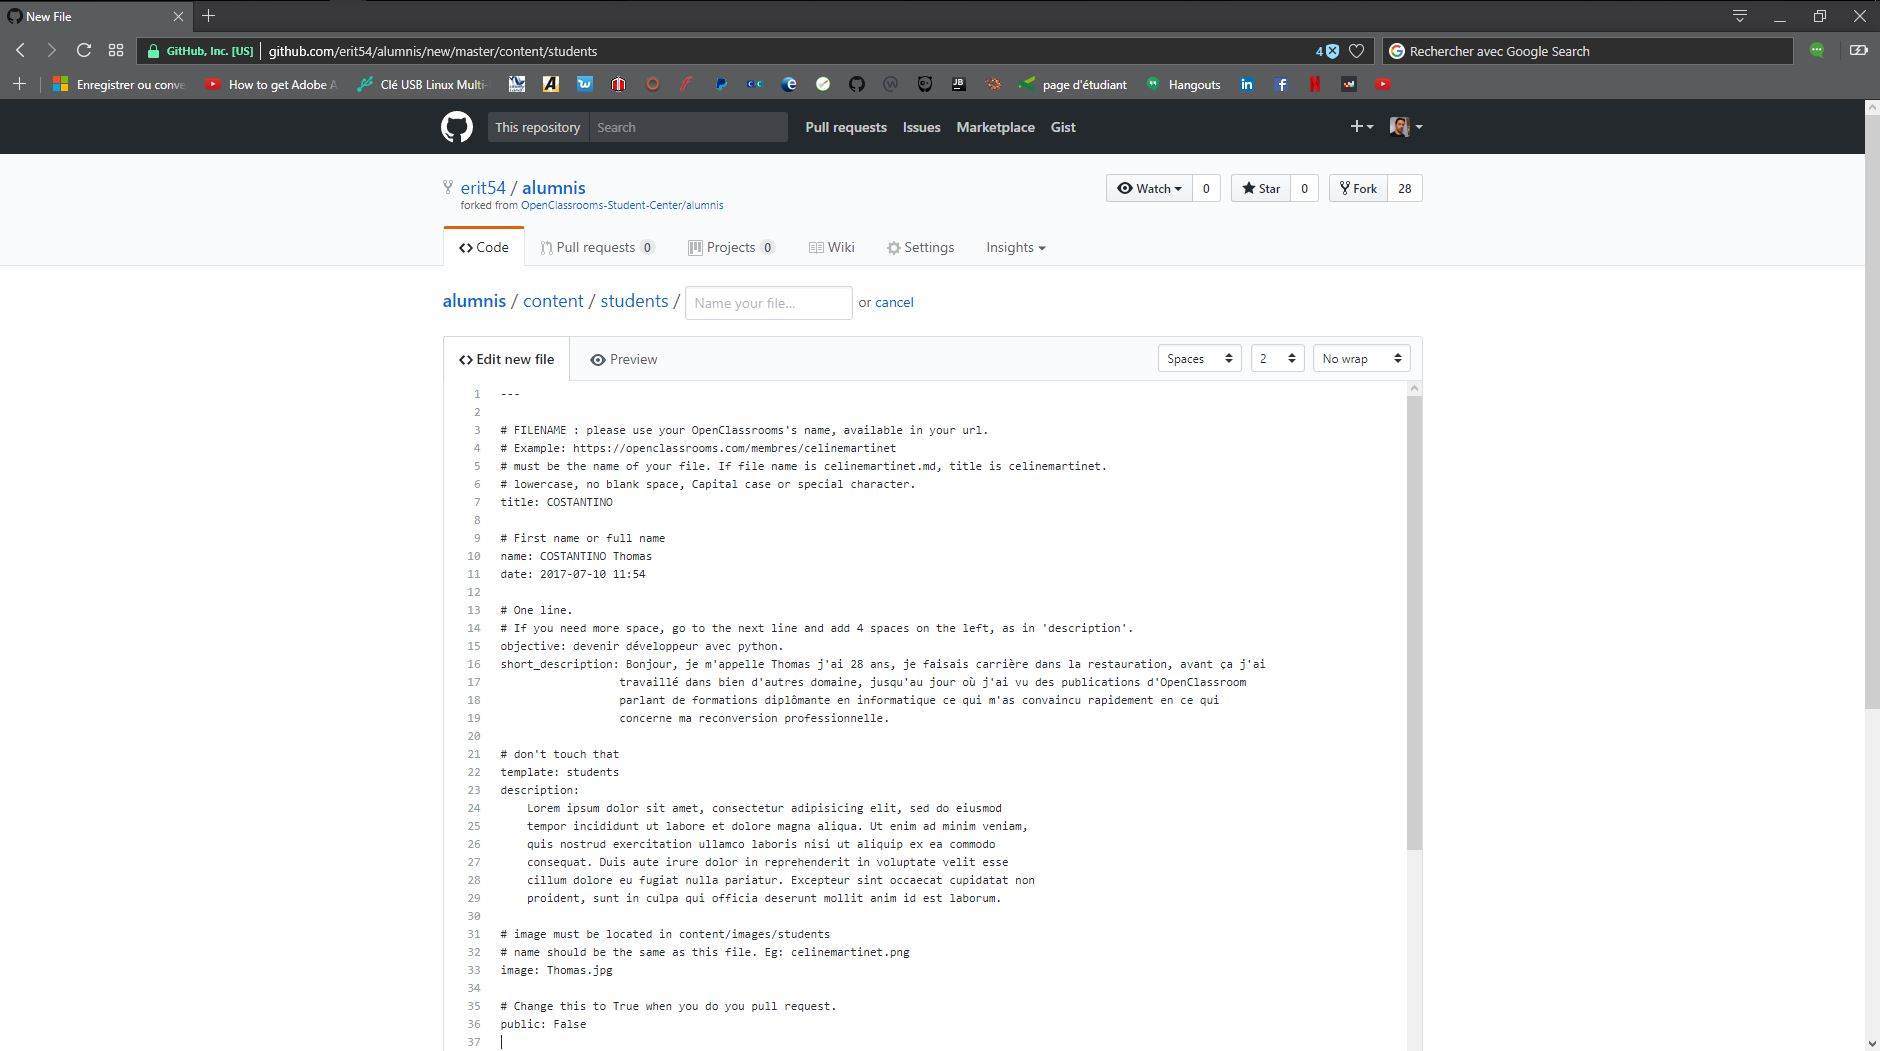 New File
GitHub, Inc. [US] github.com/erit54/alumnis/new/master/content/students 4 Rechercher avec Google Search
Enregistrer ou conve How to get Adobe A Clé USB Linux Multi- page d'étudiant Hangouts
This repository Search Pull requests Issues Marketplace Gist
erit54 / alumnis Watch 0 Star 0 Fork 28
forked from OpenClassrooms-Student-Center/alumnis
Code Pull requests 0 Projects 0 Wiki Settings Insights
alumnis / content / students / Name your file... or cancel
Edit new file Preview Spaces 2 No wrap
1 ---
2
3 # FILENAME : please use your OpenClassrooms's name, available in your url.
4 # Example: https://openclassrooms.com/membres/celinemartinet
5 # must be the name of your file. If file name is celinemartinet.md, title is celinemartinet.
6 # lowercase, no blank space, Capital case or special character.
7 title: COSTANTINO
8
9 # First name or full name
10 name: COSTANTINO Thomas
11 date: 2017-07-10 11:54
12
13 # One line.
14 # If you need more space, go to the next line and add 4 spaces on the left, as in 'description'.
15 objective: devenir développeur avec python.
16 short_description: Bonjour, je m'appelle Thomas j'ai 28 ans, je faisais carrière dans la restauration, avant ça j'ai
17 travaillé dans bien d'autres domaine, jusqu'au jour où j'ai vu des publications d'OpenClassroom
18 parlant de formations diplômante en informatique ce qui m'as convaincu rapidement en ce qui
19 concerne ma reconversion professionnelle.
20
21 # don't touch that
22 template: students
23 description:
24 Lorem ipsum dolor sit amet, consectetur adipisicing elit, sed do eiusmod
25 tempor incididunt ut labore et dolore magna aliqua. Ut enim ad minim veniam,
26 quis nostrud exercitation ullamco laboris nisi ut aliquip ex ea commodo
27 consequat. Duis aute irure dolor in reprehenderit in voluptate velit esse
28 cillum dolore eu fugiat nulla pariatur. Excepteur sint occaecat cupidatat non
29 proident, sunt in culpa qui officia deserunt mollit anim id est laborum.
30
31 # image must be located in content/images/students
32 # name should be the same as this file. Eg: celinemartinet.png
33 image: Thomas.jpg
34
35 # Change this to True when you do you pull request.
36 public: False
37